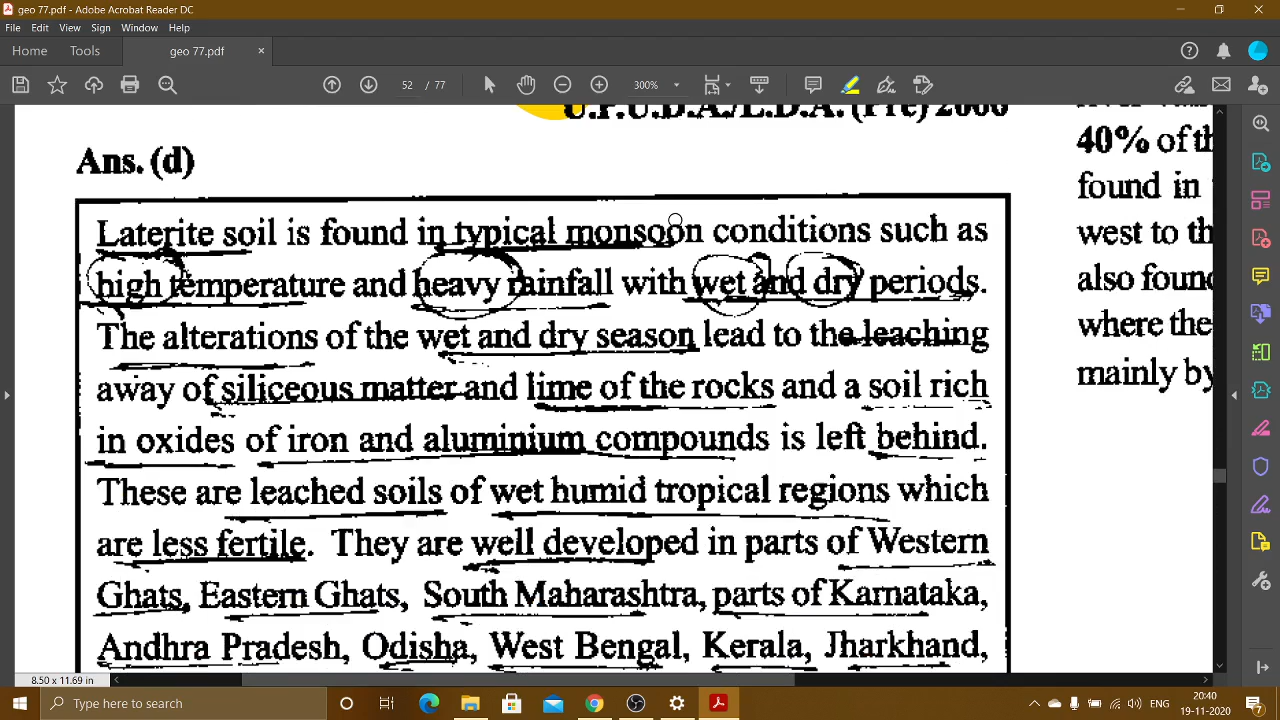 geo 77.pdf - Adobe Acrobat Reader DC
File Edit View Sign Window Help
Home Tools geo 77.pdf
52 / 77 300%
U.P.U.D.A./L.D.A. (Pre) 2006
Ans. (d)
Laterite soil is found in typical monsoon conditions such as
high temperature and heavy rainfall with wet and dry periods.
The alterations of the wet and dry season lead to the leaching
away of siliceous matter and lime of the rocks and a soil rich
in oxides of iron and aluminium compounds is left behind.
These are leached soils of wet humid tropical regions which
are less fertile. They are well developed in parts of Western
Ghats, Eastern Ghats, South Maharashtra, parts of Karnataka,
Andhra Pradesh, Odisha, West Bengal, Kerala, Jharkhand,
40% of th
found in
west to th
also found
where the
mainly by
8.50 x 11.69 in
Type here to search
ENG
20:40
19-11-2020
7